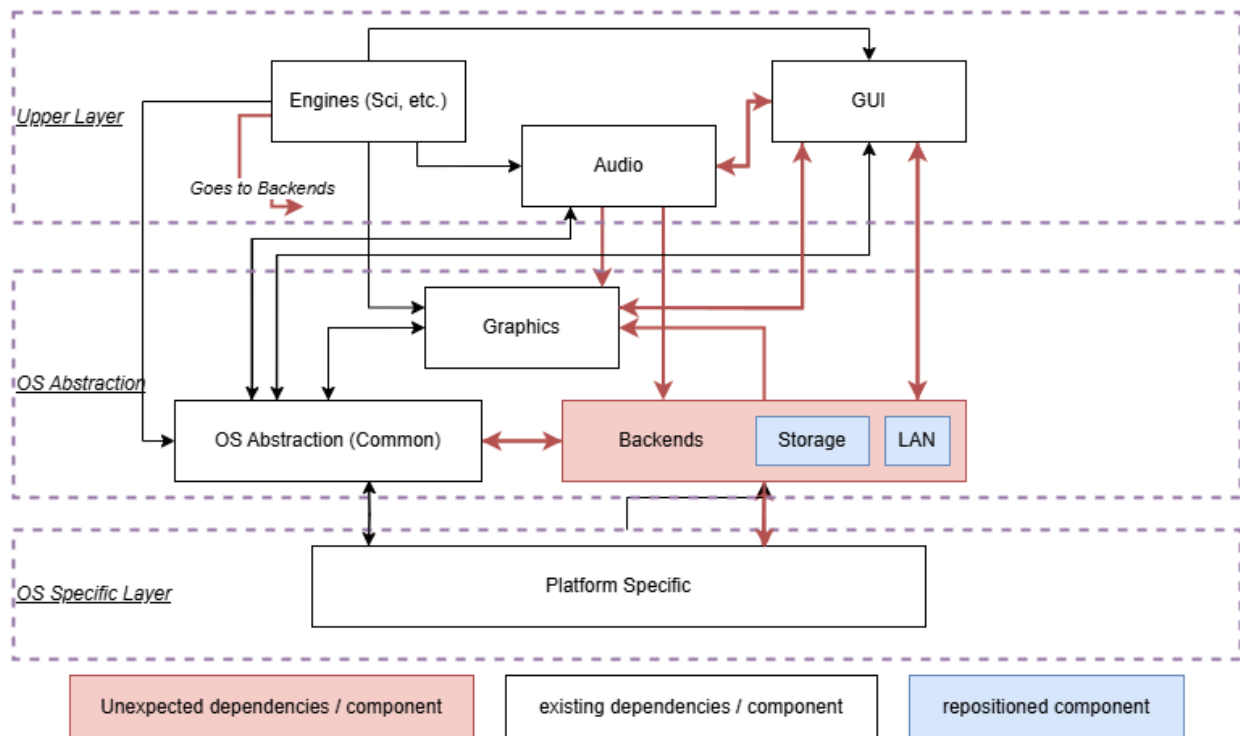 Upper Layer
Engines (Sci, etc.)
GUI
Audio
Goes to Backends
OS Abstraction
Graphics
OS Abstraction (Common)
Backends
Storage
LAN
OS Specific Layer
Platform Specific
Unexpected dependencies / component
existing dependencies / component
repositioned component